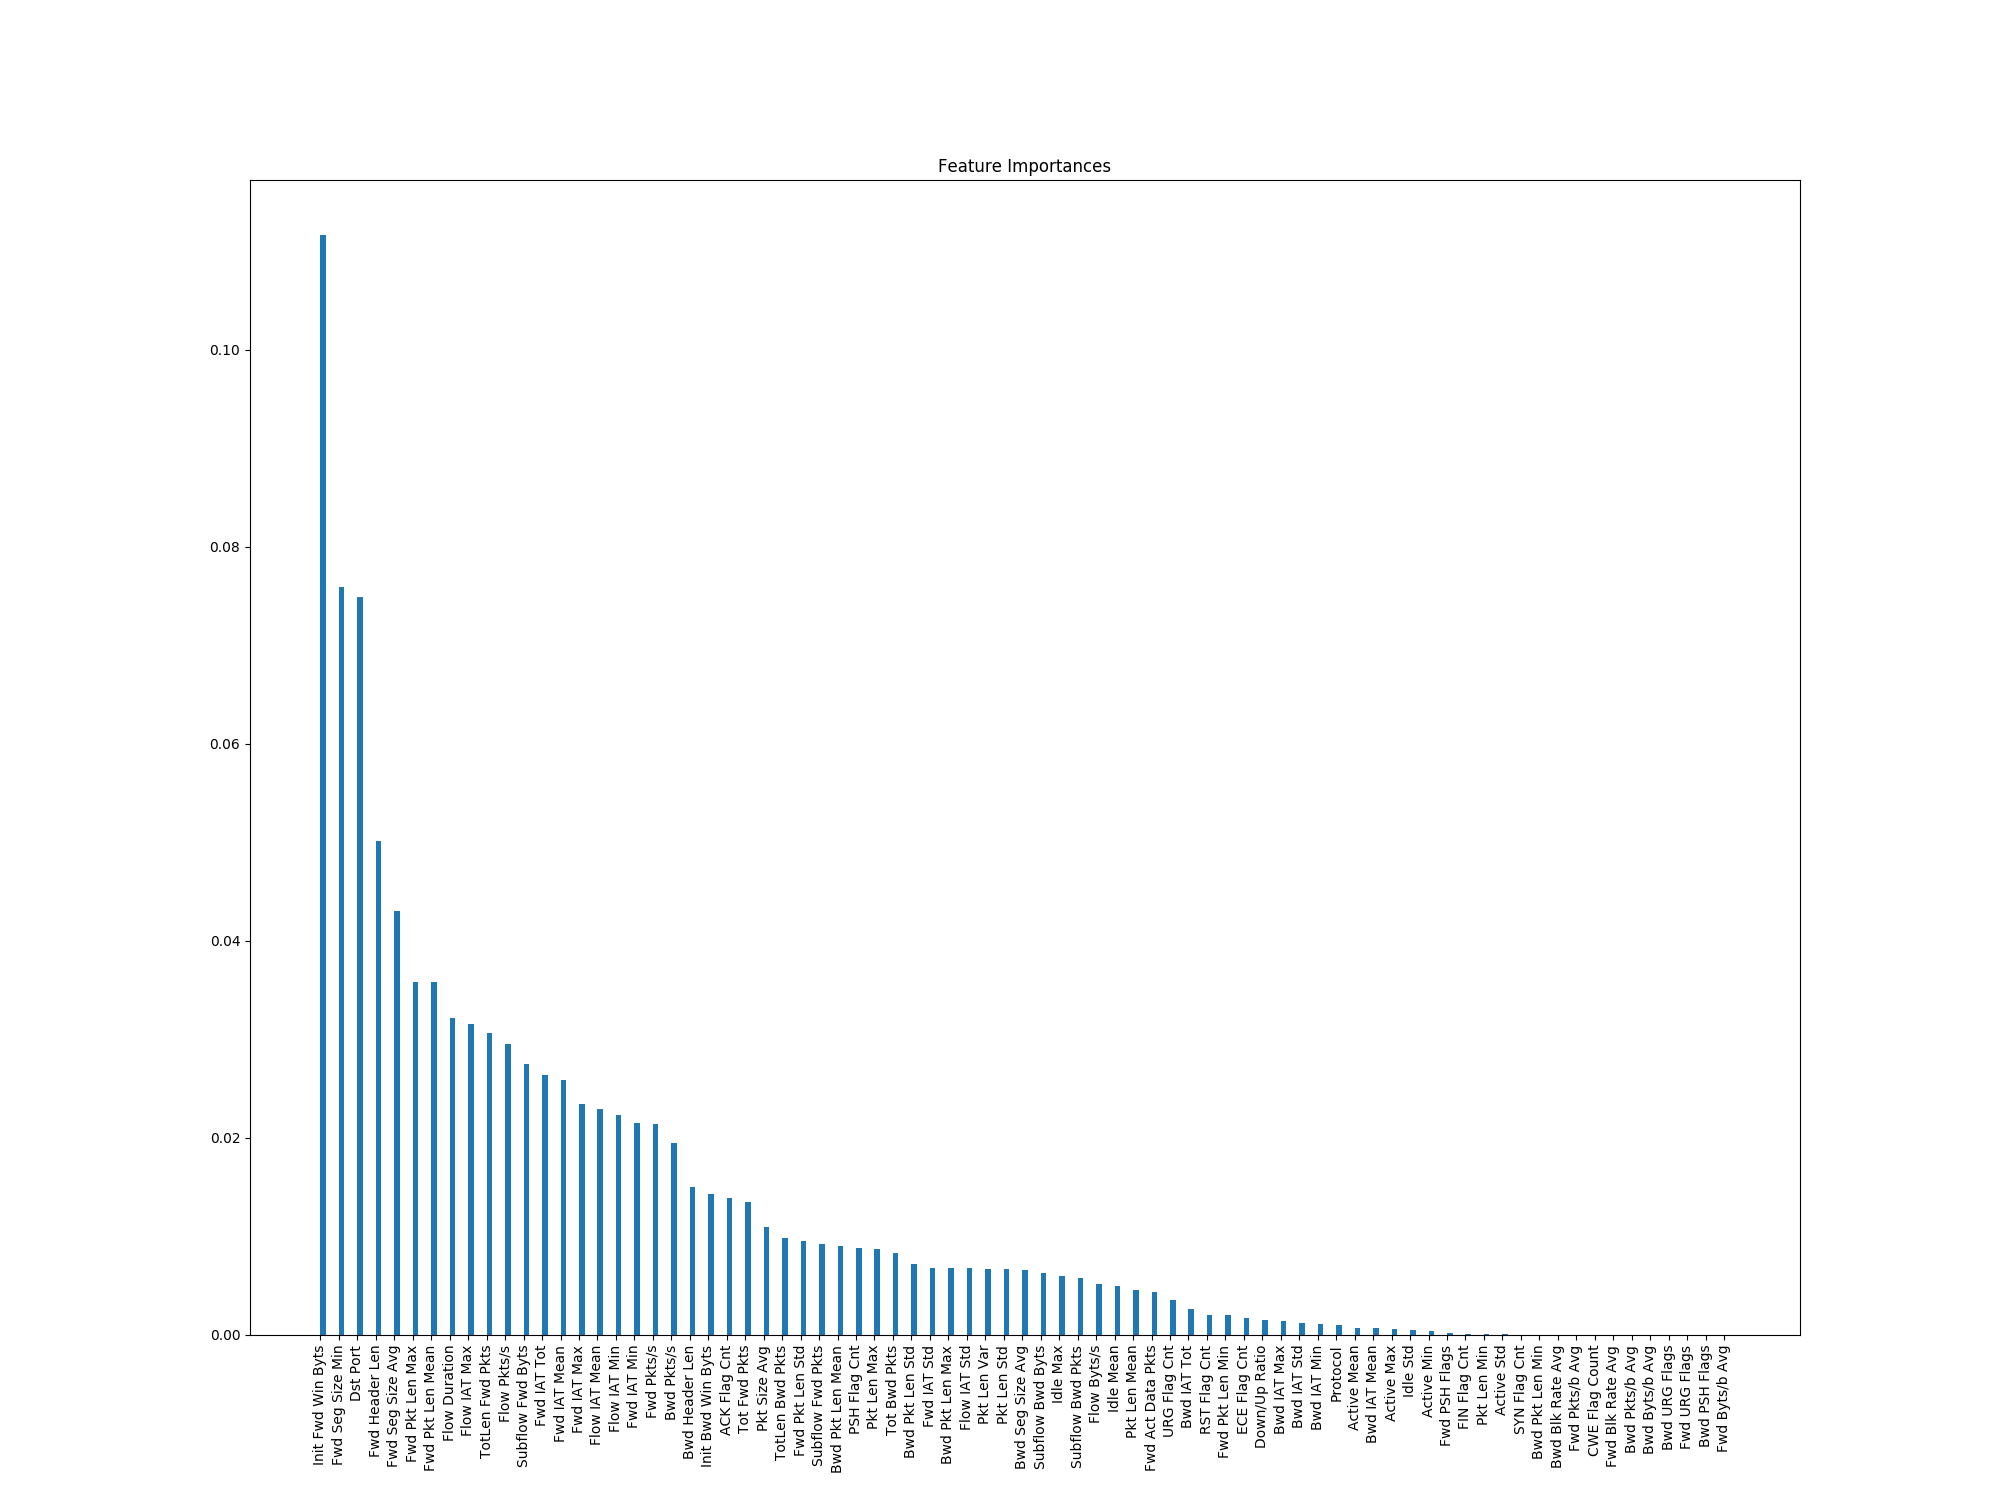 Feature Importances
0.10
0.08
0.06
0.04
0.02
0.00
Init Fwd Win Byts
Fwd Seg Size Min
Dst Port
Fwd Header Len
Fwd Seg Size Avg
Fwd Pkt Len Max
Fwd Pkt Len Mean
Flow Duration
Flow IAT Max
TotLen Fwd Pkts
Flow Pkts/s
Subflow Fwd Byts
Fwd IAT Tot
Fwd IAT Mean
Fwd IAT Max
Flow IAT Mean
Flow IAT Min
Fwd IAT Min
Fwd Pkts/s
Bwd Pkts/s
Bwd Header Len
Init Bwd Win Byts
ACK Flag Cnt
Tot Fwd Pkts
Pkt Size Avg
TotLen Bwd Pkts
Fwd Pkt Len Std
Subflow Fwd Pkts
Bwd Pkt Len Mean
PSH Flag Cnt
Pkt Len Max
Tot Bwd Pkts
Bwd Pkt Len Std
Fwd IAT Std
Bwd Pkt Len Max
Flow IAT Std
Pkt Len Var
Pkt Len Std
Bwd Seg Size Avg
Subflow Bwd Byts
Idle Max
Subflow Bwd Pkts
Flow Byts/s
Idle Mean
Pkt Len Mean
Fwd Act Data Pkts
URG Flag Cnt
Bwd IAT Tot
RST Flag Cnt
Fwd Pkt Len Min
ECE Flag Cnt
Down/Up Ratio
Bwd IAT Max
Bwd IAT Std
Bwd IAT Min
Protocol
Active Mean
Bwd IAT Mean
Active Max
Idle Std
Active Min
Fwd PSH Flags
FIN Flag Cnt
Pkt Len Min
Active Std
SYN Flag Cnt
Bwd Pkt Len Min
Bwd Blk Rate Avg
Fwd Pkts/b Avg
CWE Flag Count
Fwd Blk Rate Avg
Bwd Pkts/b Avg
Bwd Byts/b Avg
Bwd URG Flags
Fwd URG Flags
Bwd PSH Flags
Fwd Byts/b Avg